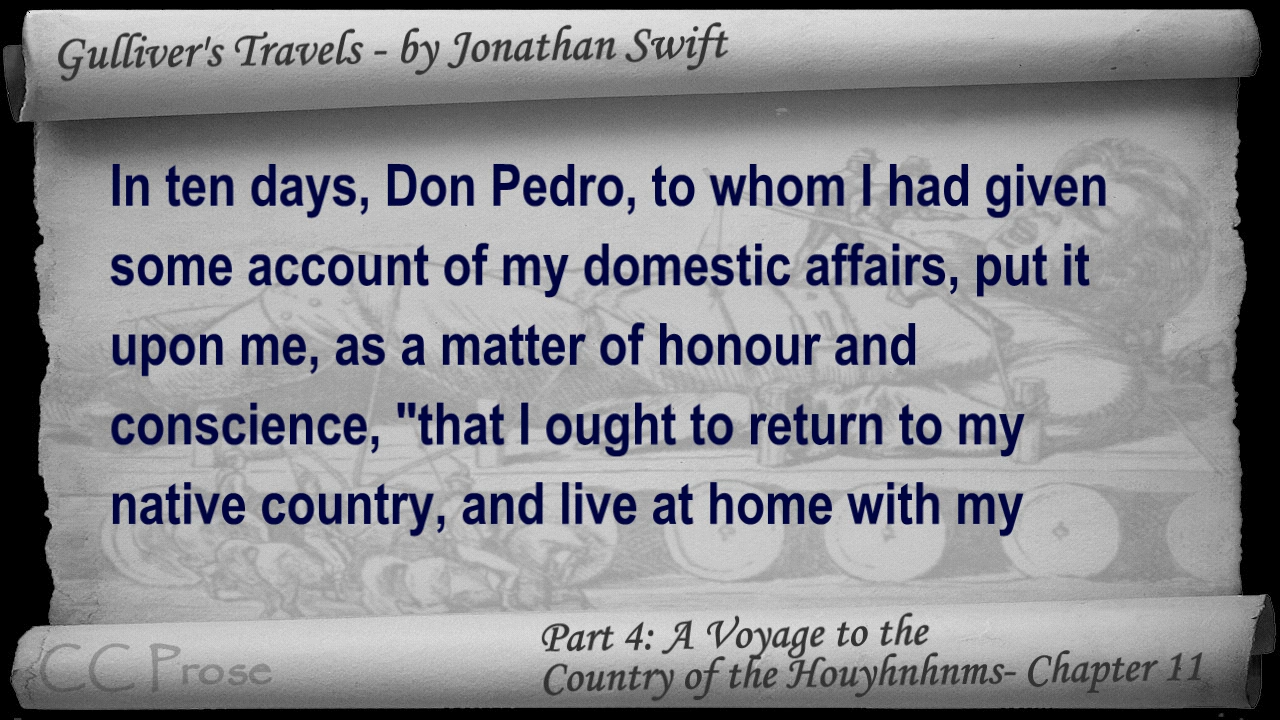 Gulliver's Travels - by Jonathan Swift
In ten days, Don Pedro, to whom I had given
some account of my domestic affairs, put it
upon me, as a matter of honour and
conscience, "that I ought to return to my
native country, and live at home with my
Part 4: A Voyage to the
Country of the Houyhnhnms- Chapter 11
CC Prose